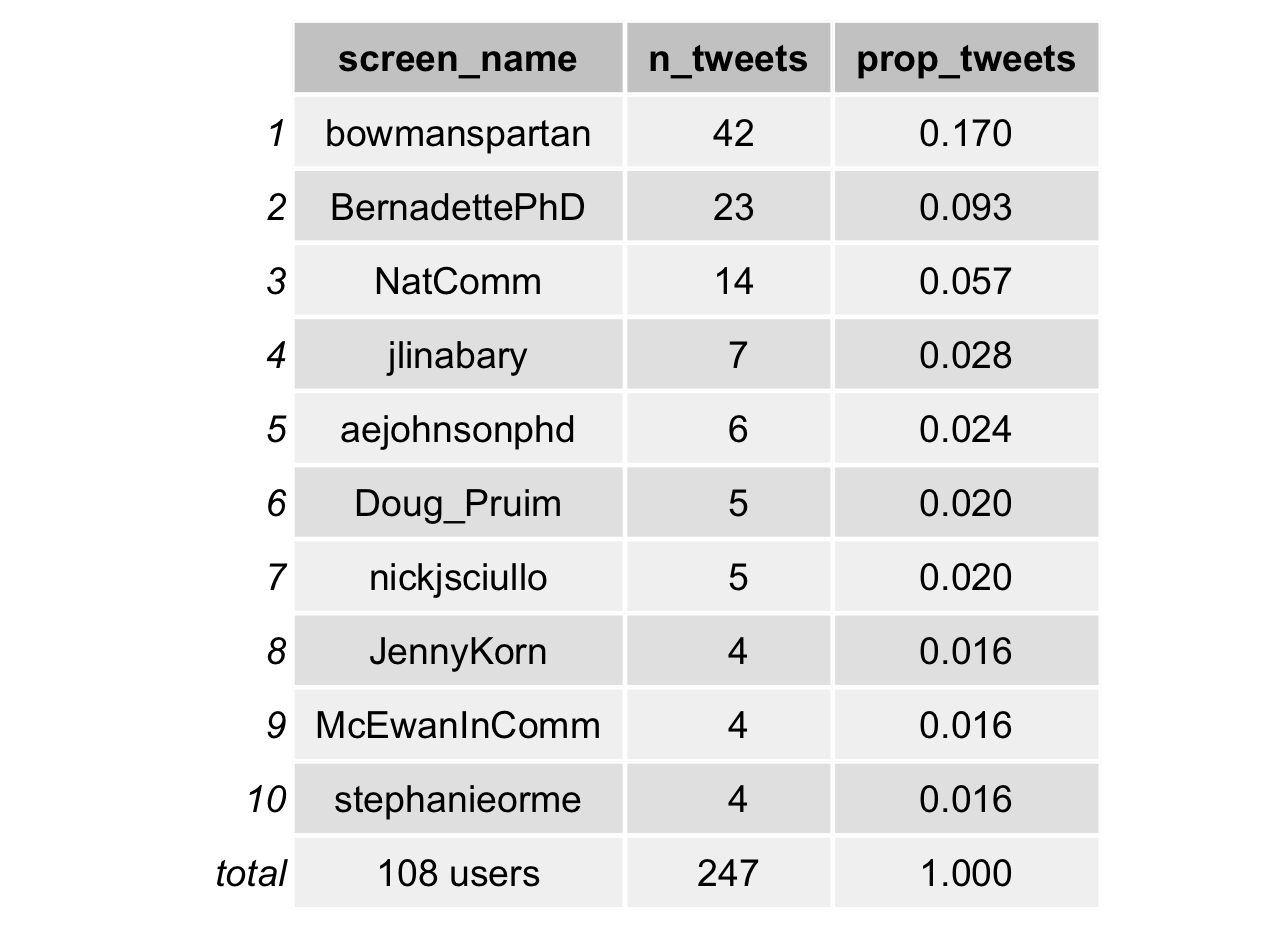 screen_name n_tweets prop_tweets
1 bowmanspartan 42 0.170
2 BernadettePhD 23 0.093
3 NatComm 14 0.057
4 jlinabary 7 0.028
5 aejohnsonphd 6 0.024
6 Doug_Pruim 5 0.020
7 nickjsciullo 5 0.020
8 JennyKorn 4 0.016
9 McEwanInComm 4 0.016
10 stephanieorme 4 0.016
total 108 users 247 1.000